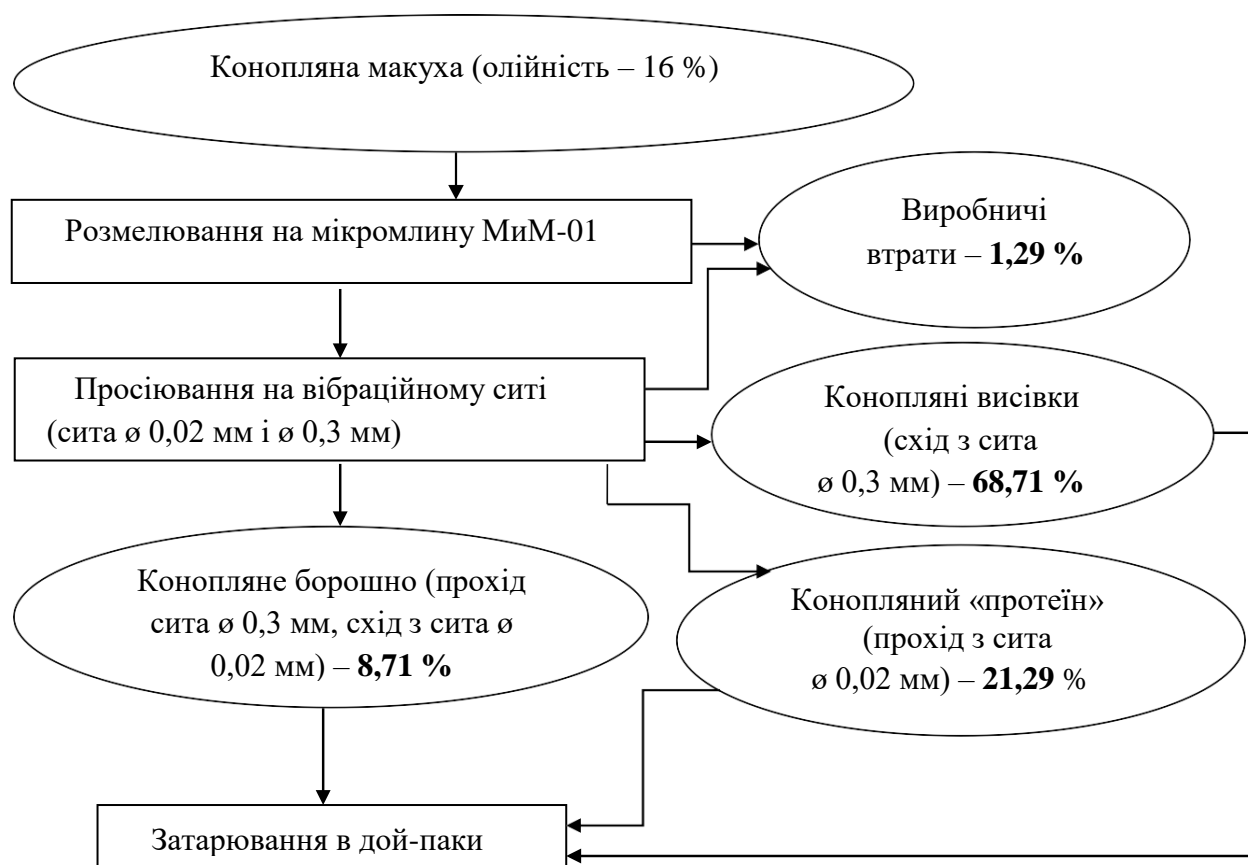 Конопляна макуха (олійність – 16 %)
Розмелювання на мікромлину МиМ-01
Виробничі
втрати – 1,29 %
Просіювання на вібраційному ситі
(сита ø 0,02 мм і ø 0,3 мм)
Конопляні висівки
(схід з сита
ø 0,3 мм) – 68,71 %
Конопляне борошно (прохід
сита ø 0,3 мм, схід з сита ø
0,02 мм) – 8,71 %
Конопляний «протеїн»
(прохід з сита
ø 0,02 мм) – 21,29 %
Затарювання в дой-паки